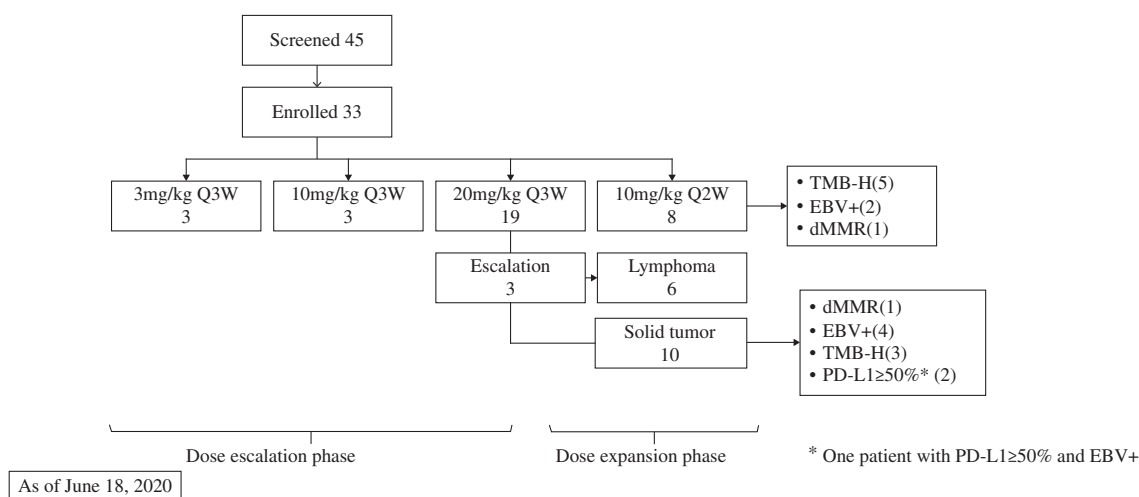 Screened 45
Enrolled 33
3mg/kg Q3W
3
10mg/kg Q3W
3
20mg/kg Q3W
19
10mg/kg Q2W
8
• TMB-H(5)
• EBV+(2)
• dMMR(1)
Escalation
3
Lymphoma
6
Solid tumor
10
• dMMR(1)
• EBV+(4)
• TMB-H(3)
• PD-L1≥50%* (2)
Dose escalation phase
Dose expansion phase
* One patient with PD-L1≥50% and EBV+
As of June 18, 2020